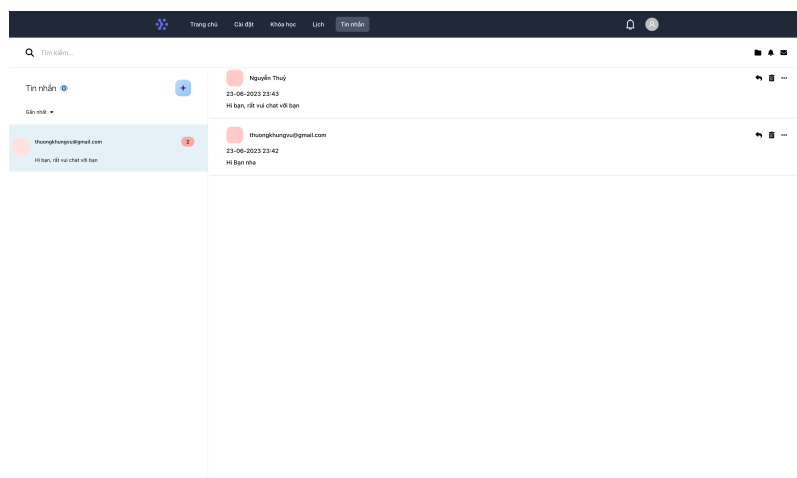 Trang chủ Cài đặt Khóa học Lịch Tin nhắn
Tìm kiếm...
Tin nhắn 0
+
Gần nhất
thuongkhungvu@gmail.com 2
Hi bạn, rất vui chat với bạn
Nguyễn Thuý
23-06-2023 23:43
Hi bạn, rất vui chat với bạn
thuongkhungvu@gmail.com
23-06-2023 23:42
Hi Bạn nha